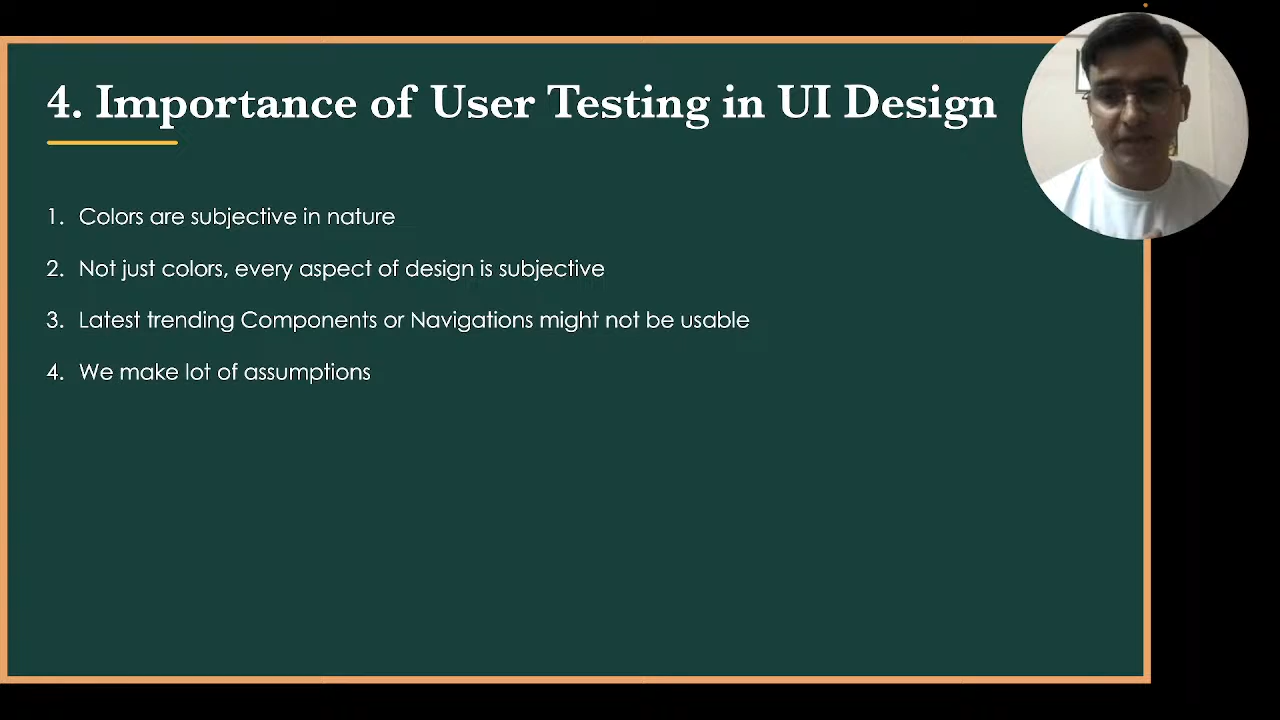 4. Importance of User Testing in UI Design
1. Colors are subjective in nature
2. Not just colors, every aspect of design is subjective
3. Latest trending Components or Navigations might not be usable
4. We make lot of assumptions